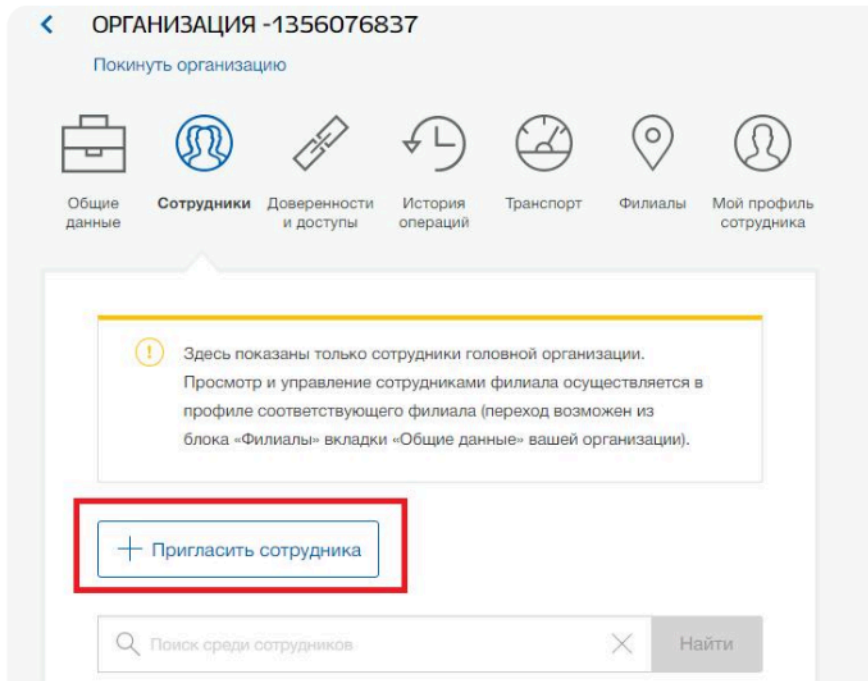 ОРГАНИЗАЦИЯ -1356076837
Покинуть организацию
Общие данные
Сотрудники
Доверенности и доступы
История операций
Транспорт
Филиалы
Мой профиль сотрудника
Здесь показаны только сотрудники головной организации.
Просмотр и управление сотрудниками филиала осуществляется в
профиле соответствующего филиала (переход возможен из
блока «Филиалы» вкладки «Общие данные» вашей организации).
Пригласить сотрудника
Поиск среди сотрудников
Найти